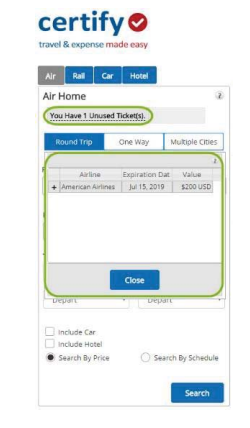 certify
travel & expense made easy
Air Rail Car Hotel
Air Home
You Have 1 Unused Ticket(s).
Round Trip One Way Multiple Cities
Airline Expiration Dat Value
+ American Airlines Jul 15, 2019 $200 USD
Close
Depart Depart
Include Car
Include Hotel
Search By Price Search By Schedule
Search